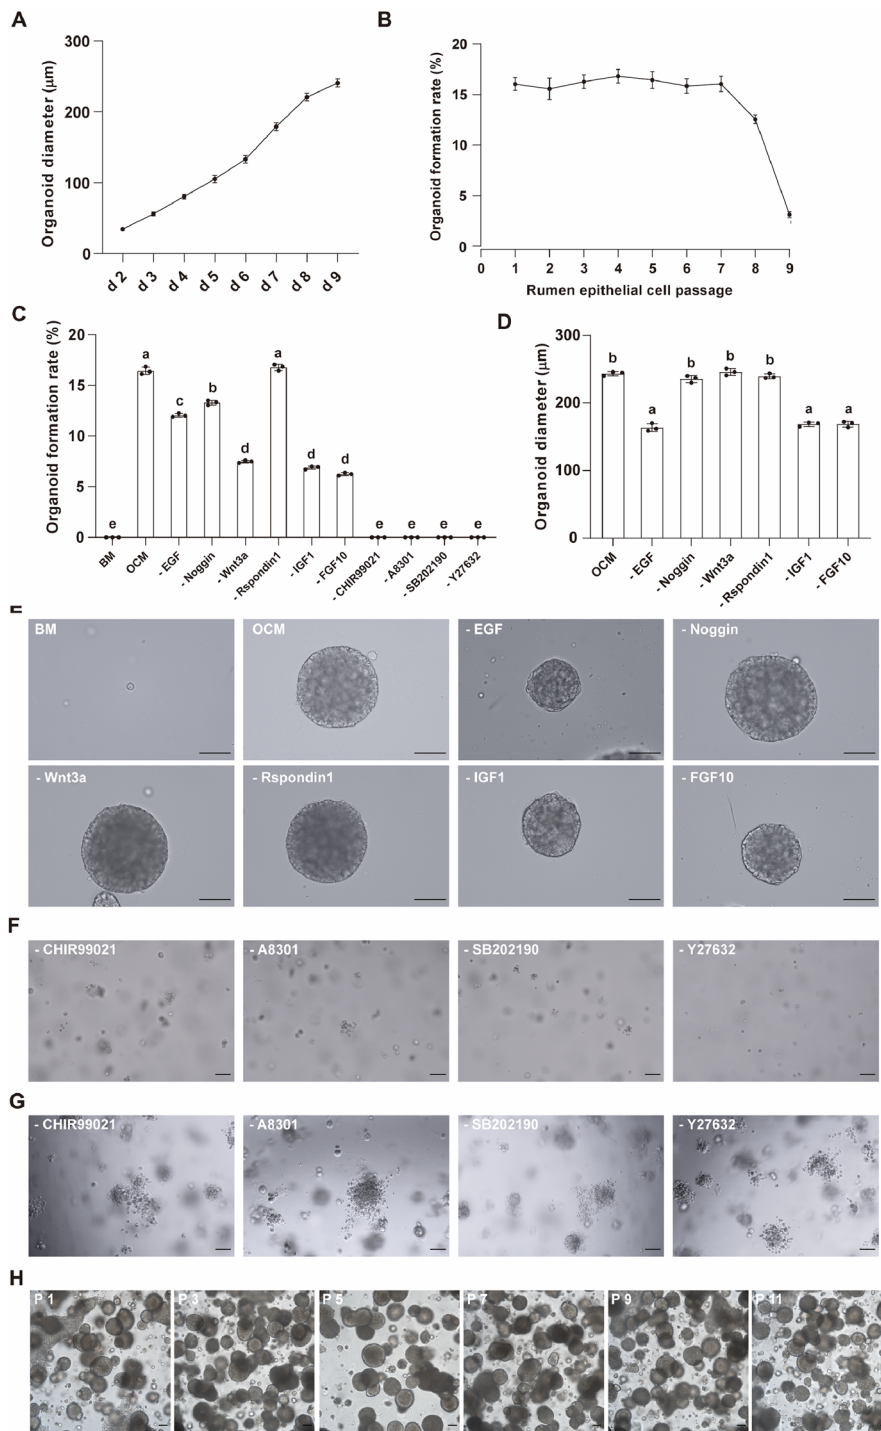 A
Organoid diameter (μm)
300
200
100
0
d 2
d 3
d 4
d 5
d 6
d 7
d 8
d 9
B
Organoid formation rate (%)
20
15
10
5
0
0 1 2 3 4 5 6 7 8 9
Rumen epithelial cell passage
C
Organoid formation rate (%)
20
15
10
5
0
e a c b d a d d e e e e
BM
OCM
- EGF
- Noggin
- Wnt3a
- Rspondin1
- IGF1
- FGF10
- CHIR99021
- A8301
- SB202190
- Y27632
D
Organoid diameter (μm)
300
200
100
0
b a b b b a a
OCM
- EGF
- Noggin
- Wnt3a
- Rspondin1
- IGF1
- FGF10
BM OCM - EGF - Noggin
- Wnt3a - Rspondin1 - IGF1 - FGF10
F
- CHIR99021 - A8301 - SB202190 - Y27632
G
- CHIR99021 - A8301 - SB202190 - Y27632
H
P 1 P 3 P 5 P 7 P 9 P 11